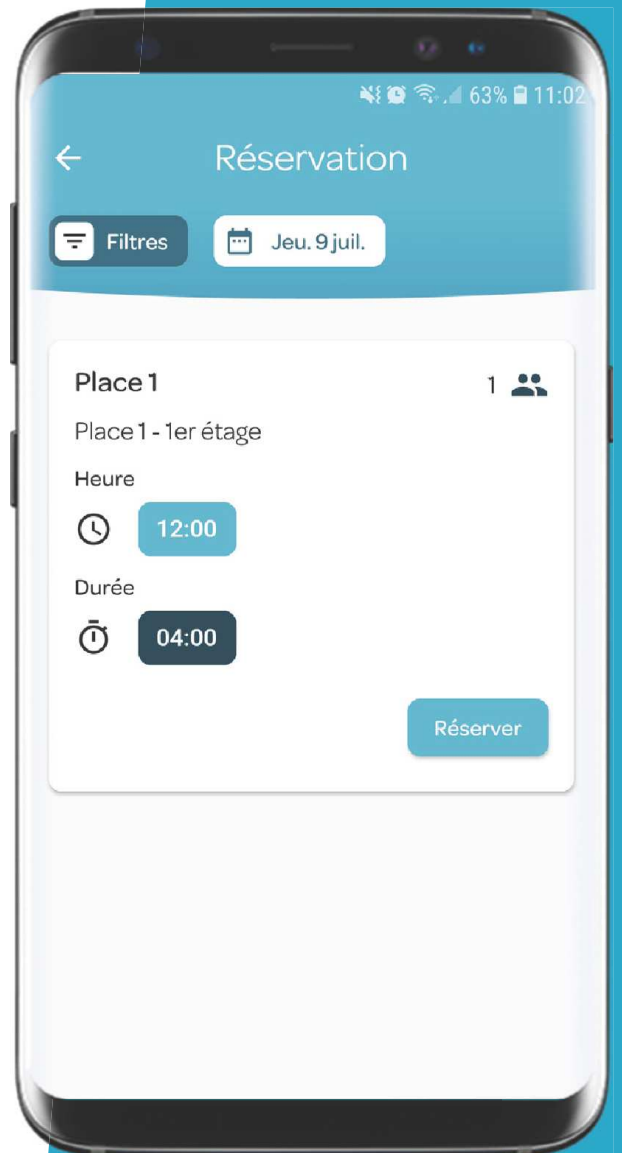 63% 11:02
Réservation
Filtres
Jeu. 9 juil.
Place 1
1
Place 1 - 1er étage
Heure
12:00
Durée
04:00
Réserver